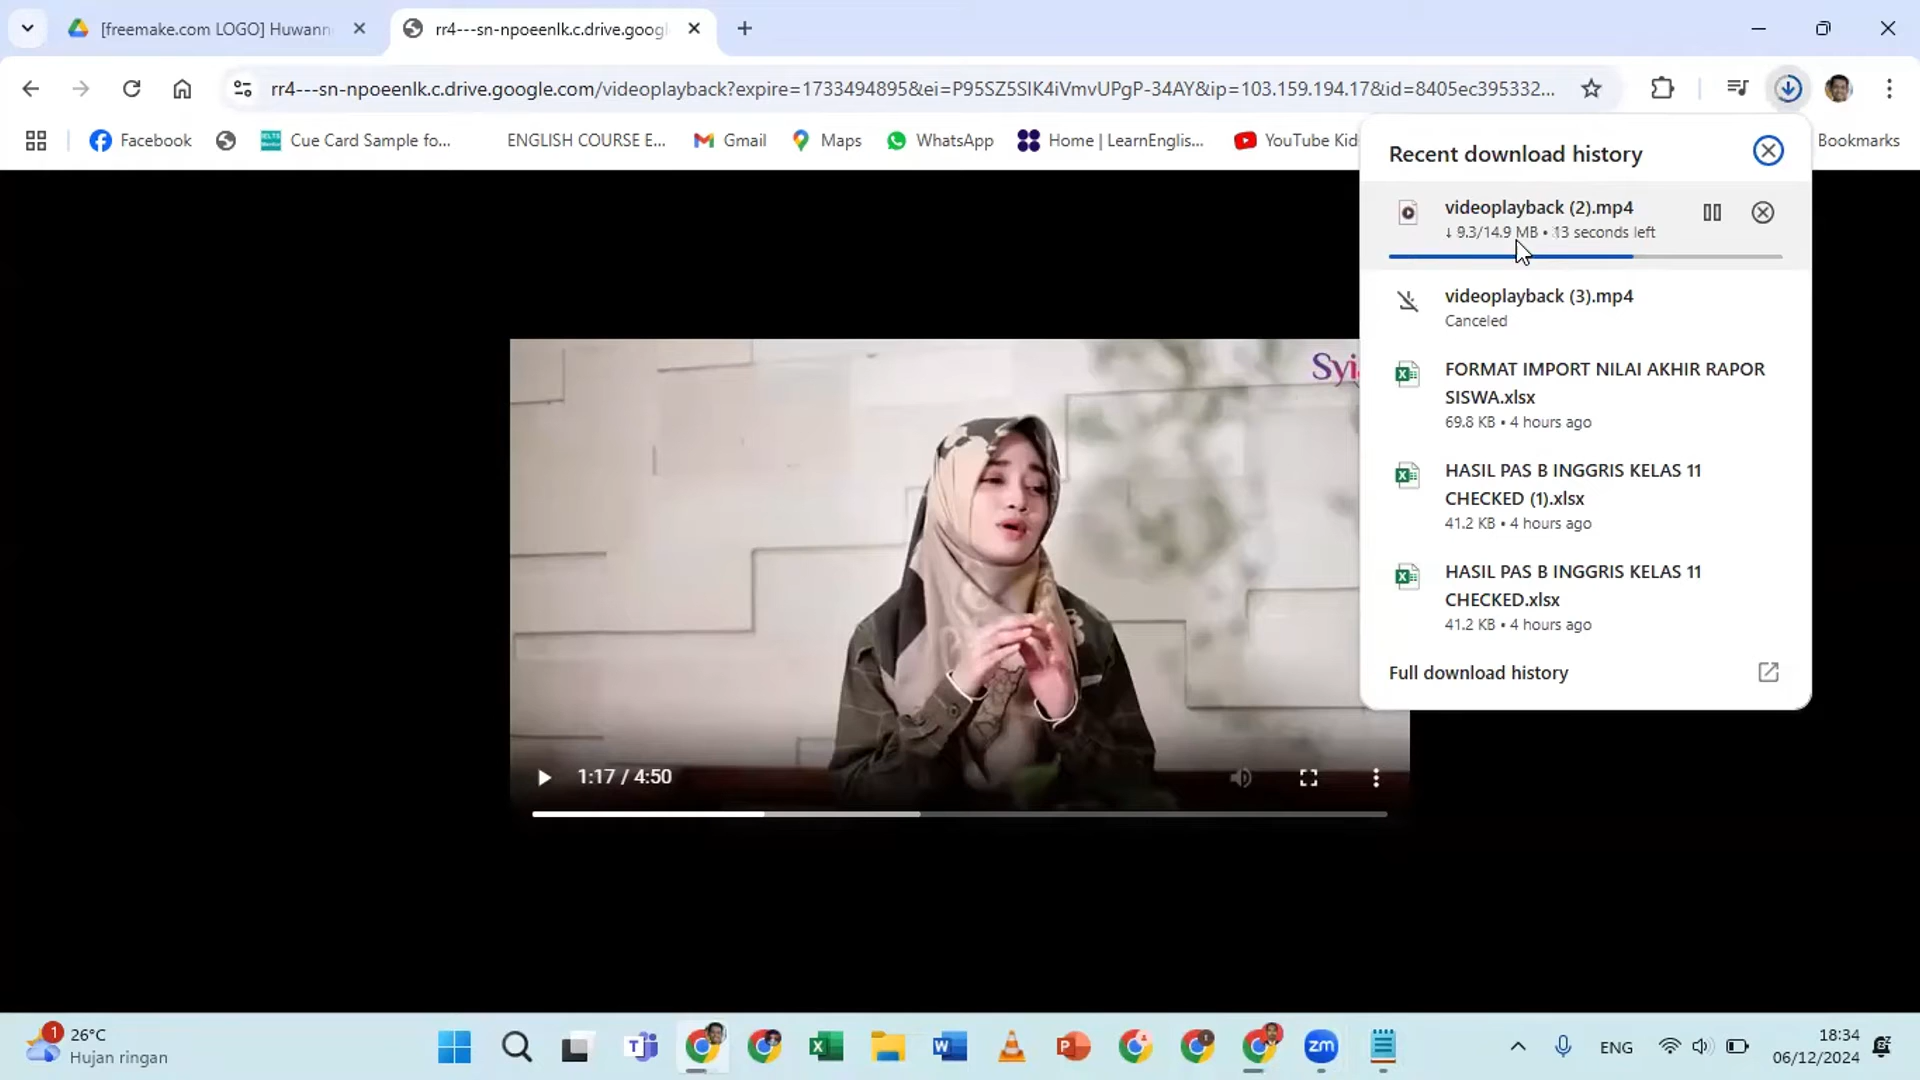 [freemake.com LOGO] Huwann
rr4---sn-npoeenlk.c.drive.goog
rr4---sn-npoeenlk.c.drive.google.com/videoplayback?expire=1733494895&ei=P95SZ5SIK4iVmvUPgP-34AY&ip=103.159.194.17&id=8405ec395332...
Facebook
Cue Card Sample fo...
ENGLISH COURSE E...
Gmail
Maps
WhatsApp
Home | LearnEnglis...
YouTube Kid
Bookmarks
Recent download history
videoplayback (2).mp4
↓ 9.3/14.9 MB • 13 seconds left
videoplayback (3).mp4
Canceled
FORMAT IMPORT NILAI AKHIR RAPOR
SISWA.xlsx
69.8 KB • 4 hours ago
HASIL PAS B INGGRIS KELAS 11
CHECKED (1).xlsx
41.2 KB • 4 hours ago
HASIL PAS B INGGRIS KELAS 11
CHECKED.xlsx
41.2 KB • 4 hours ago
Full download history
Syi
1:17 / 4:50
1
26°C
Hujan ringan
zm
ENG
18:34
06/12/2024